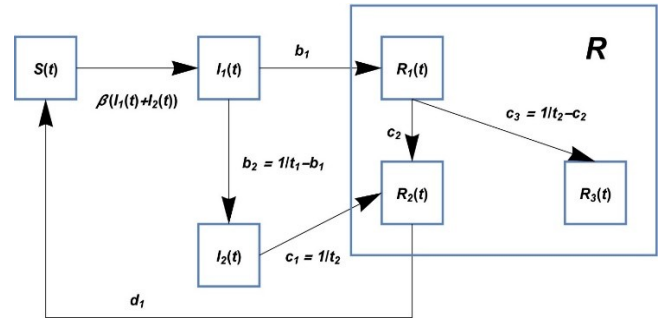 b₁
R
S(t)
I₁(t)
R₁(t)
β(I₁(t)+I₂(t))
c₃ = 1/t₂–c₂
c₂
b₂ = 1/t₁–b₁
R₂(t)
R₃(t)
I₂(t)
c₁ = 1/t₂
d₁